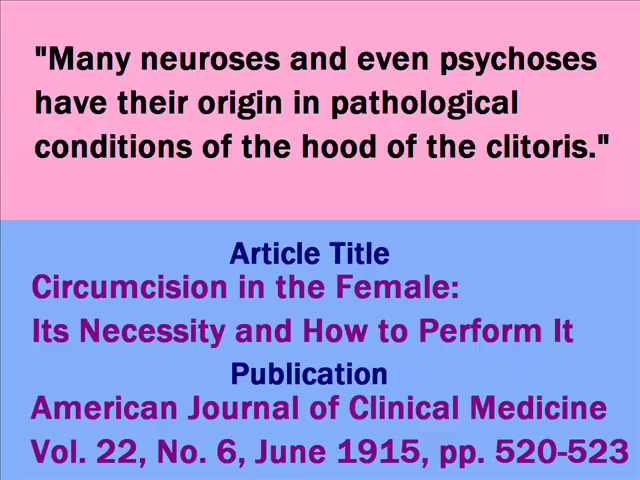 "Many neuroses and even psychoses
have their origin in pathological
conditions of the hood of the clitoris."
Article Title
Circumcision in the Female:
Its Necessity and How to Perform It
Publication
American Journal of Clinical Medicine
Vol. 22, No. 6, June 1915, pp. 520-523